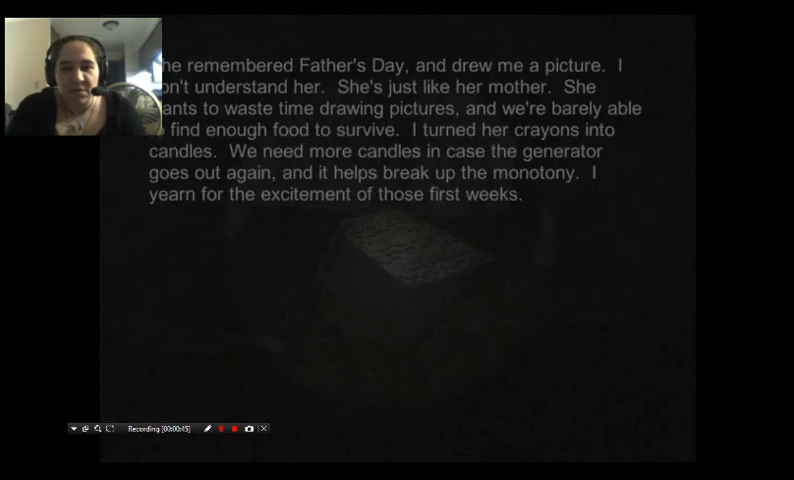 he remembered Father's Day, and drew me a picture. I
n't understand her. She's just like her mother. She
ants to waste time drawing pictures, and we're barely able
find enough food to survive. I turned her crayons into
candles. We need more candles in case the generator
goes out again, and it helps break up the monotony. I
yearn for the excitement of those first weeks.
Recording [00:00:45]